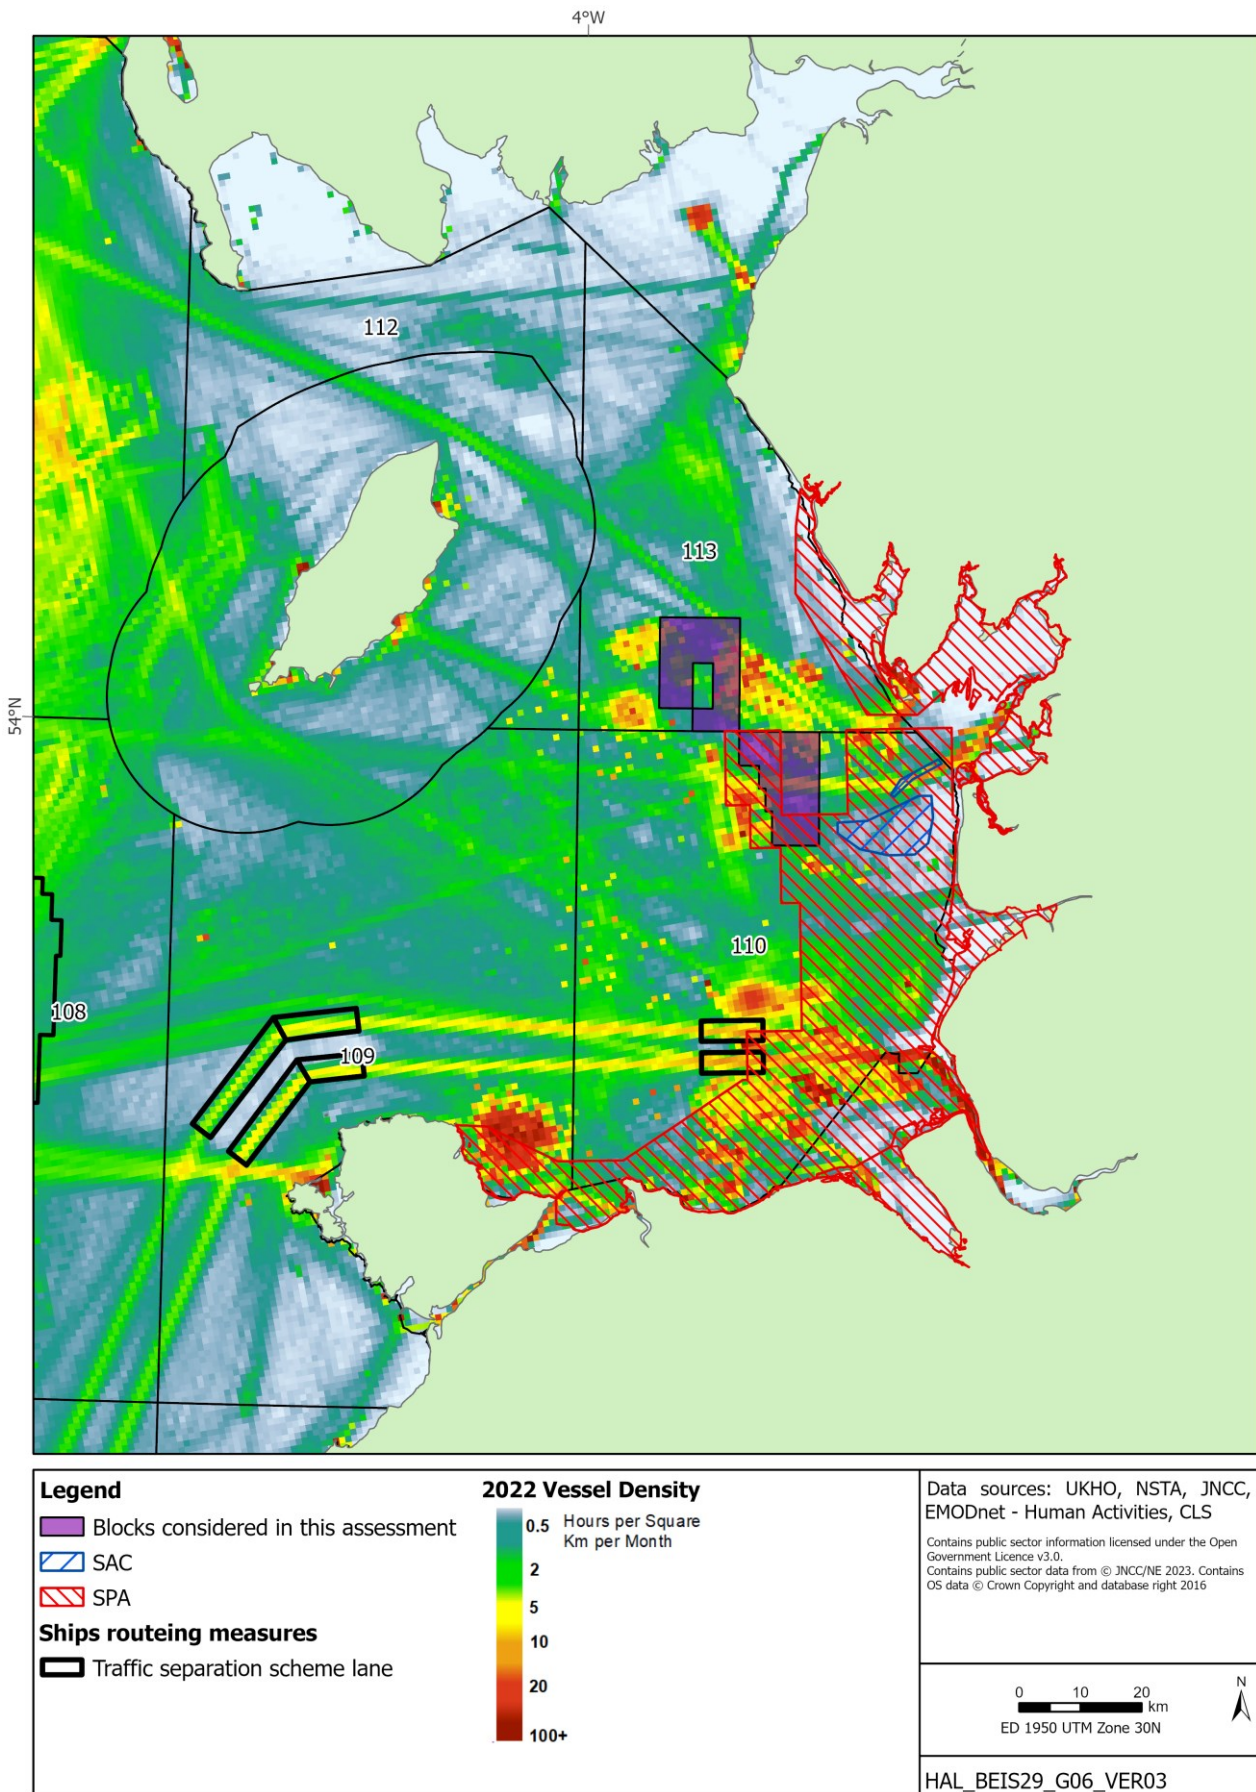 4°W
112
113
54°N
110
108
109
Legend
Blocks considered in this assessment
SAC
SPA
Ships routeing measures
Traffic separation scheme lane
2022 Vessel Density
Hours per Square
Km per Month
0.5
2
5
10
20
100+
Data sources: UKHO, NSTA, JNCC,
EMODnet - Human Activities, CLS
Contains public sector information licensed under the Open
Government Licence v3.0.
Contains public sector data from © JNCC/NE 2023. Contains
OS data © Crown Copyright and database right 2016
0 10 20
km
ED 1950 UTM Zone 30N
N
HAL_BEIS29_G06_VER03